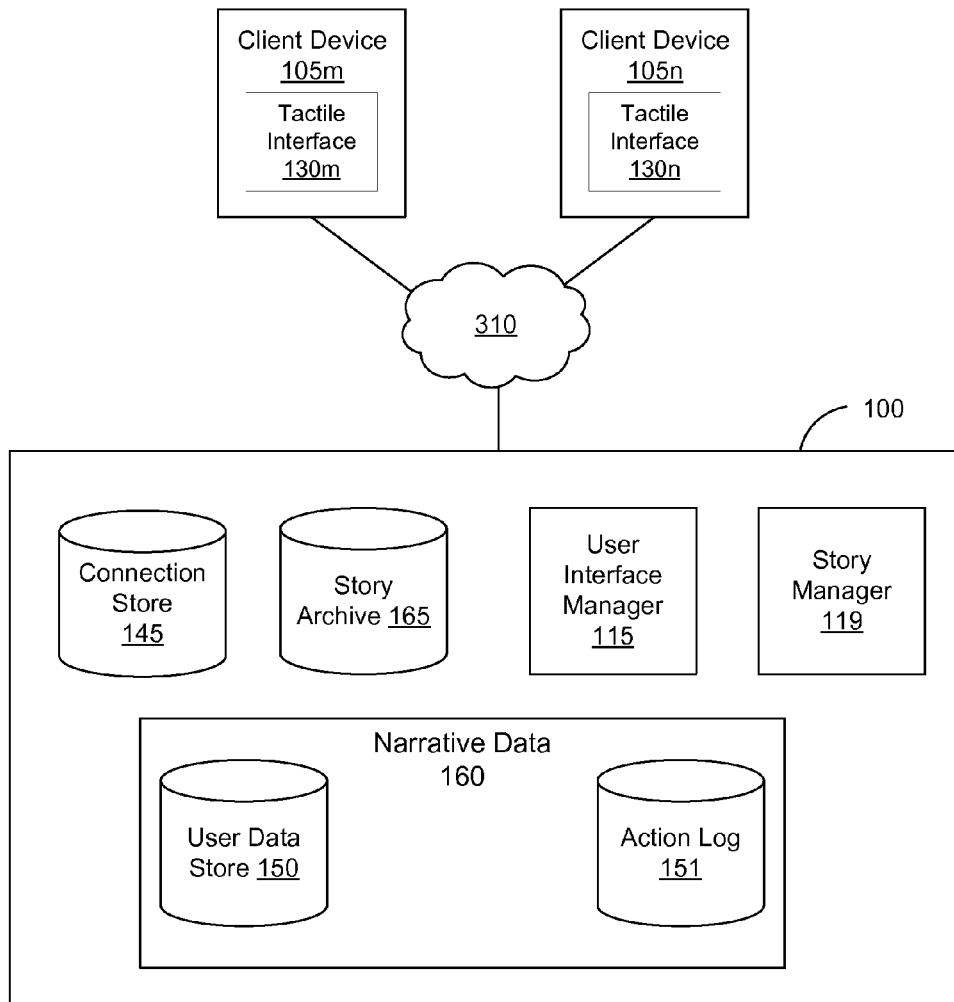 Client Device
105m
Tactile
Interface
130m
Client Device
105n
Tactile
Interface
130n
310
100
Connection
Store
145
Story
Archive 165
User
Interface
Manager
115
Story
Manager
119
Narrative Data
160
User Data
Store 150
Action Log
151